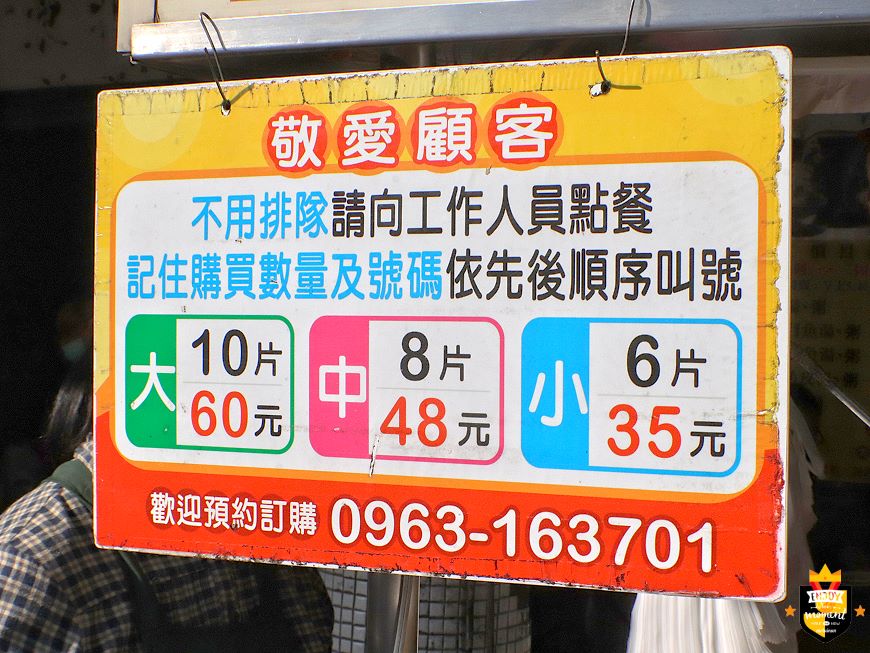 敬愛顧客
不用排隊請向工作人員點餐
記住購買數量及號碼依先後順序叫號
大 10片 60元
中 8片 48元
小 6片 35元
歡迎預約訂購 0963-163701
ENJOY
moment